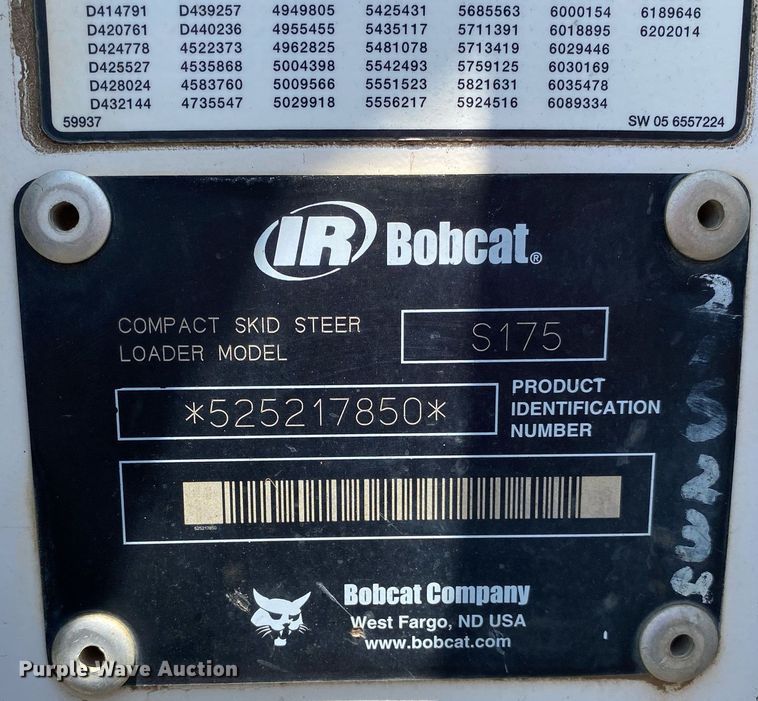 D414791 D439257 4949805 5425431 5685563 6000154 6189646
D420761 D440236 4955455 5435117 5711391 6018895 6202014
D424778 4522373 4962825 5481078 5713419 6029446
D425527 4535868 5004398 5542493 5759125 6030169
D428024 4583760 5009566 5551523 5821631 6035478
D432144 4735547 5029918 5556217 5924516 6089334
59937 SW 05 6557224
IR Bobcat®
COMPACT SKID STEER
LOADER MODEL
S175
*525217850*
PRODUCT
IDENTIFICATION
NUMBER
525217850
Bobcat Company
West Fargo, ND USA
www.bobcat.com
Purple Wave Auction